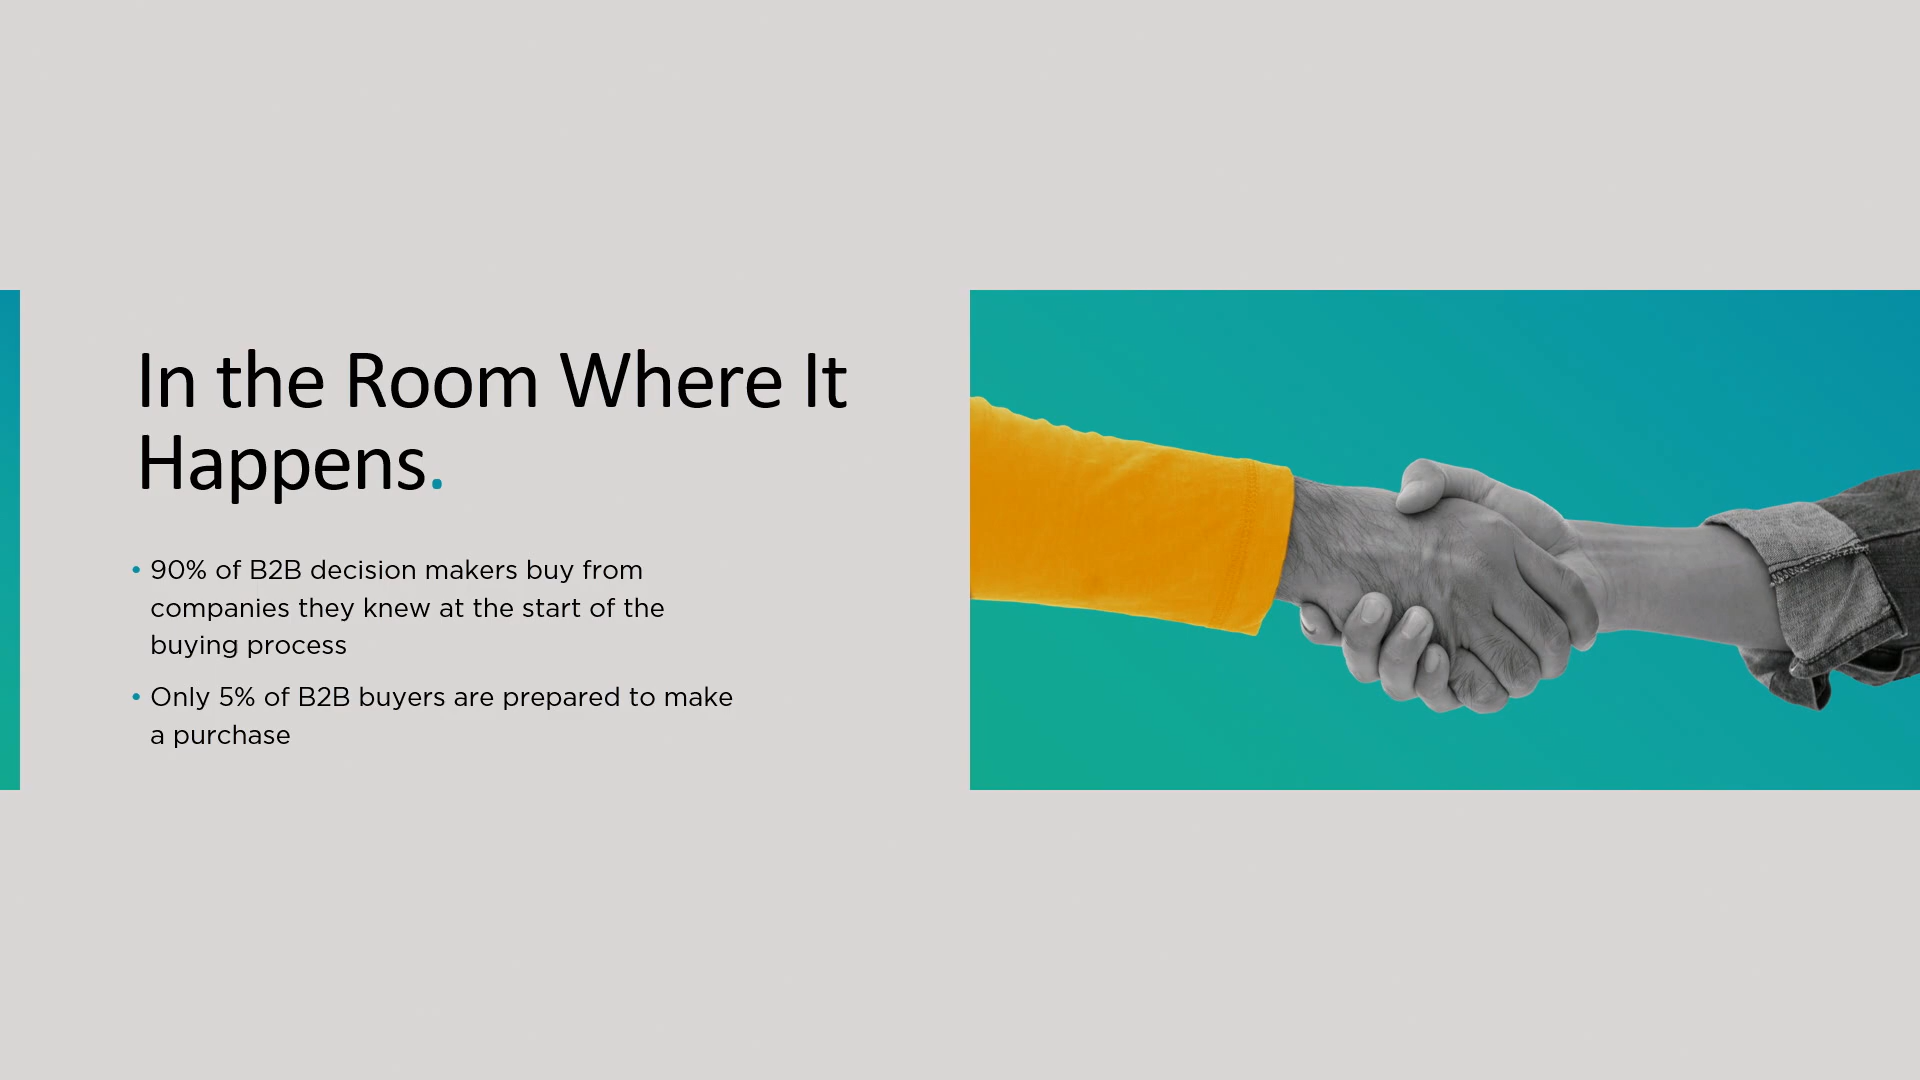 In the Room Where It
Happens.
• 90% of B2B decision makers buy from
companies they knew at the start of the
buying process
• Only 5% of B2B buyers are prepared to make
a purchase